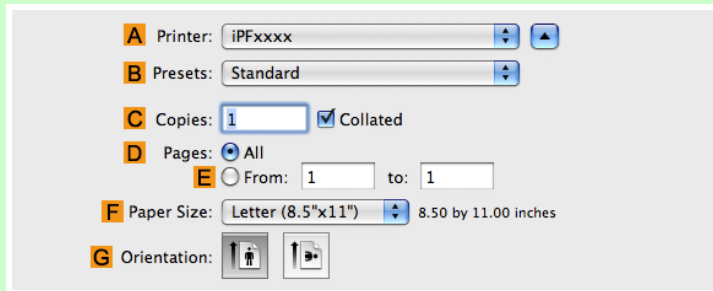 A Printer: iPFxxxx
B Presets: Standard
C Copies: 1 Collated
D Pages: All
E From: 1 to: 1
F Paper Size: Letter (8.5"x11") 8.50 by 11.00 inches
G Orientation: